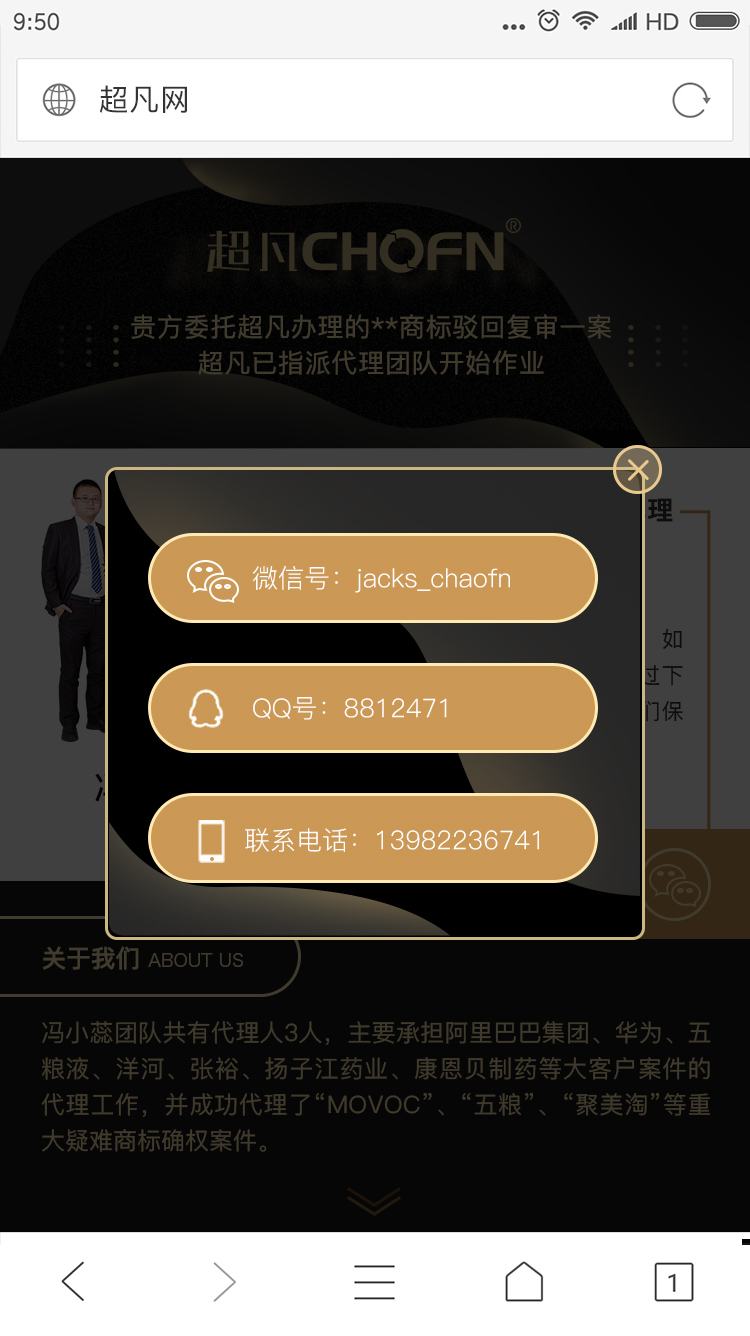 9:50
HD
超凡网
超凡CHOFN®
贵方委托超凡办理的**商标驳回复审一案
超凡已指派代理团队开始作业
理
微信号：jacks_chaofn
如
过下
们保
QQ号：8812471
联系电话：13982236741
关于我们 ABOUT US
冯小蕊团队共有代理人3人，主要承担阿里巴巴集团、华为、五
粮液、洋河、张裕、扬子江药业、康恩贝制药等大客户案件的
代理工作，并成功代理了“MOVOC”、“五粮”、“聚美淘”等重
大疑难商标确权案件。
1